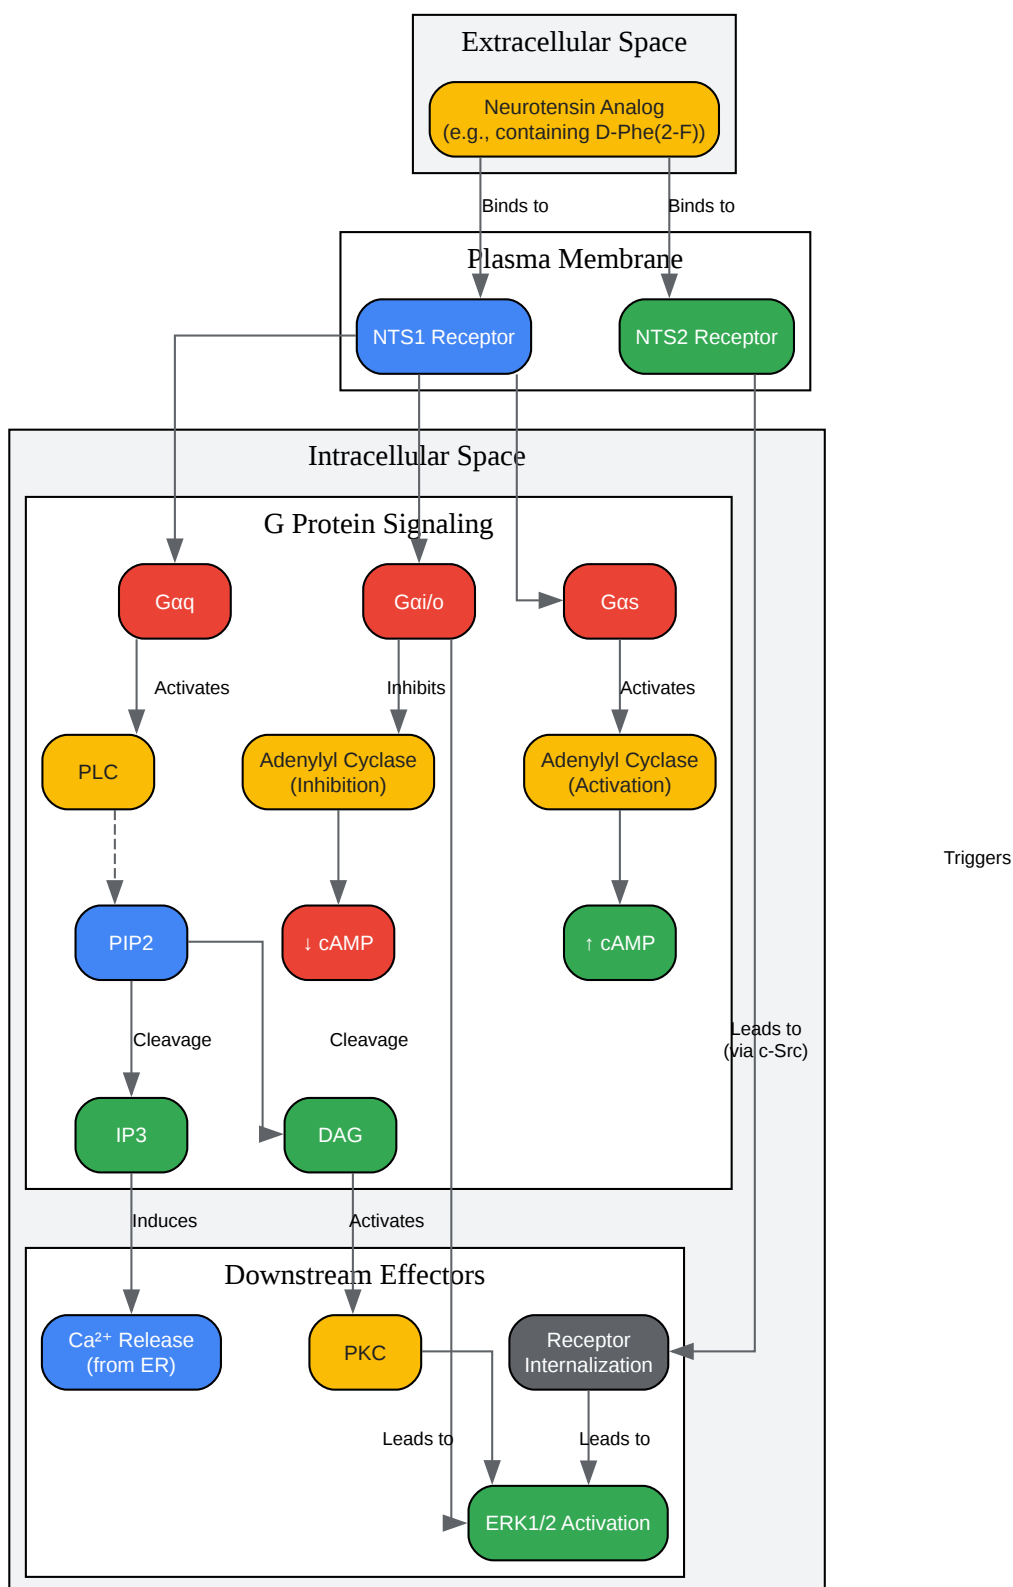 Extracellular Space
Neurotensin Analog
(e.g., containing D-Phe(2-F))
Binds to
Binds to
Plasma Membrane
NTS1 Receptor
NTS2 Receptor
Intracellular Space
G Protein Signaling
Gαq
Gαi/o
Gαs
Activates
Inhibits
Activates
PLC
Adenylyl Cyclase
(Inhibition)
Adenylyl Cyclase
(Activation)
Triggers
PIP2
↓ cAMP
↑ cAMP
Cleavage
Cleavage
Leads to
(via c-Src)
IP3
DAG
Induces
Activates
Downstream Effectors
Ca²⁺ Release
(from ER)
PKC
Receptor
Internalization
Leads to
Leads to
ERK1/2 Activation